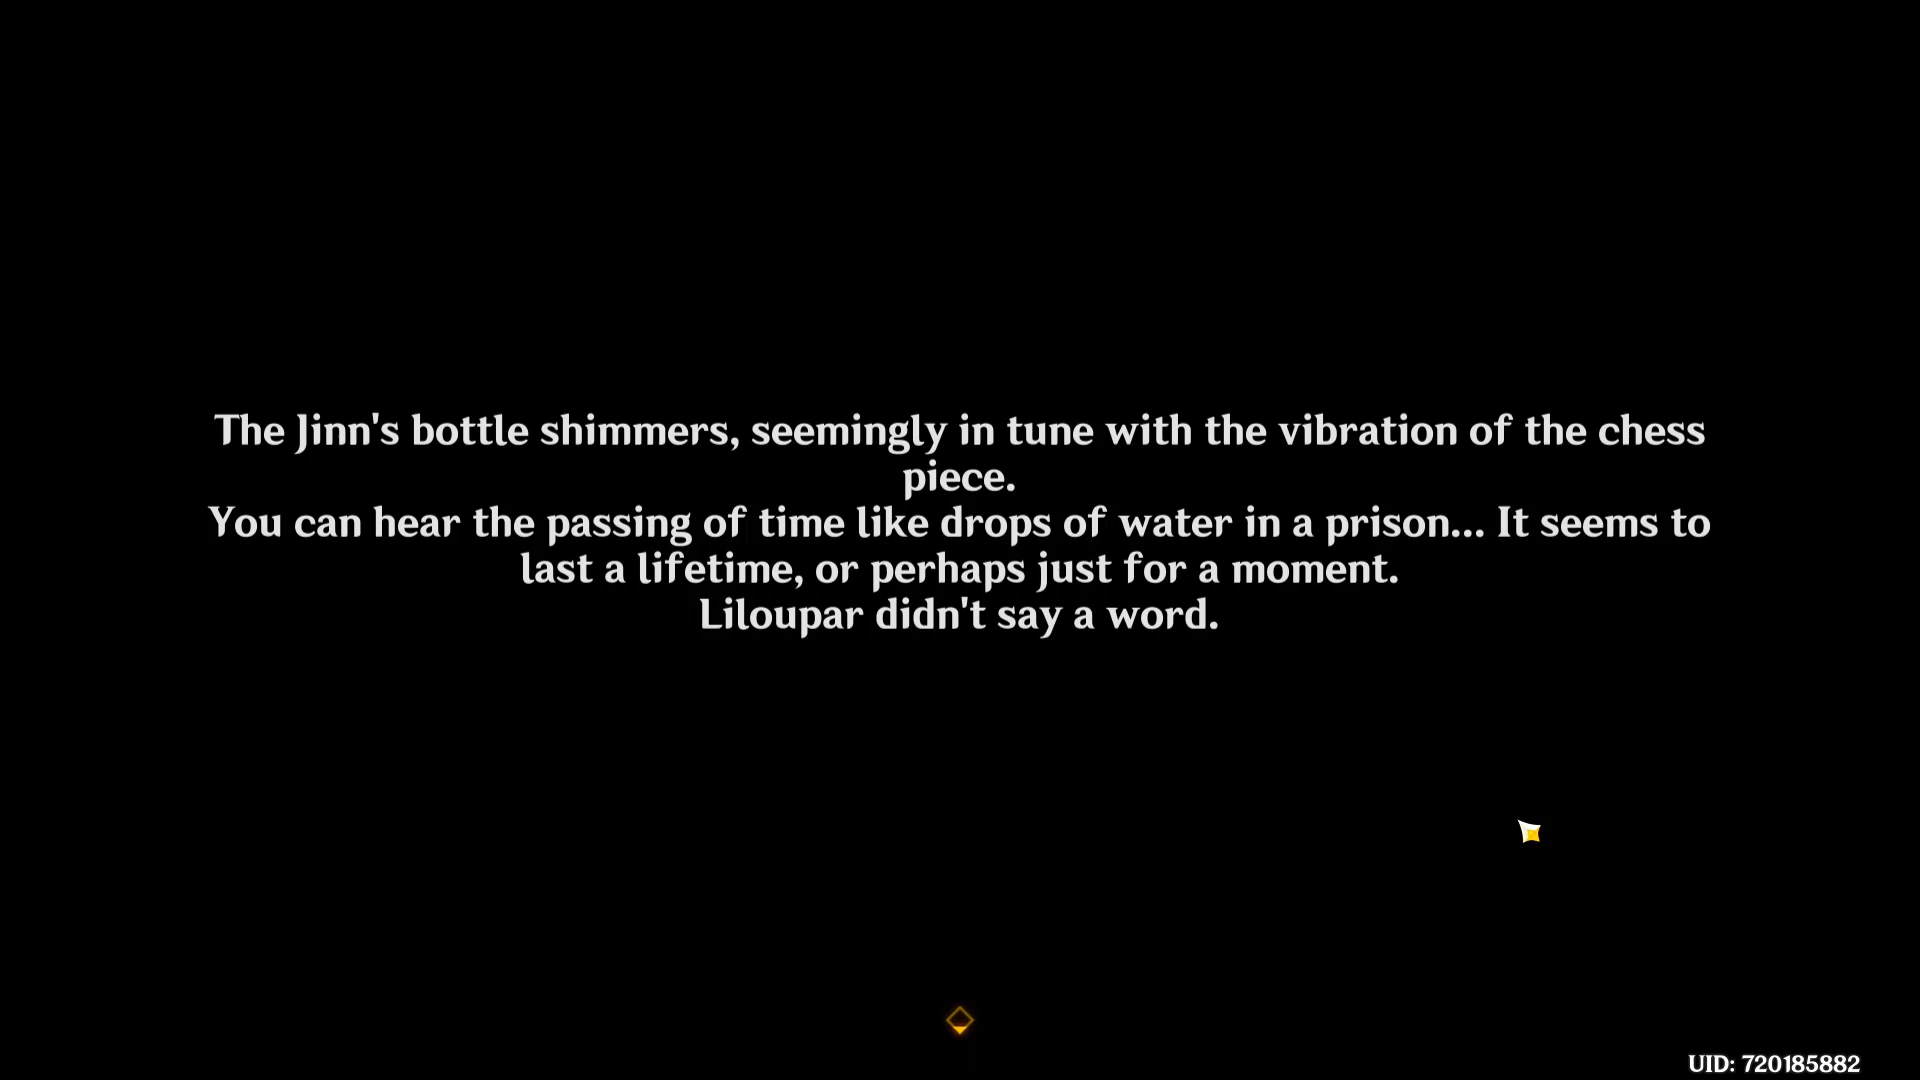 The Jinn's bottle shimmers, seemingly in tune with the vibration of the chess
piece.
You can hear the passing of time like drops of water in a prison... It seems to
last a lifetime, or perhaps just for a moment.
Liloupar didn't say a word.
UID: 720185882